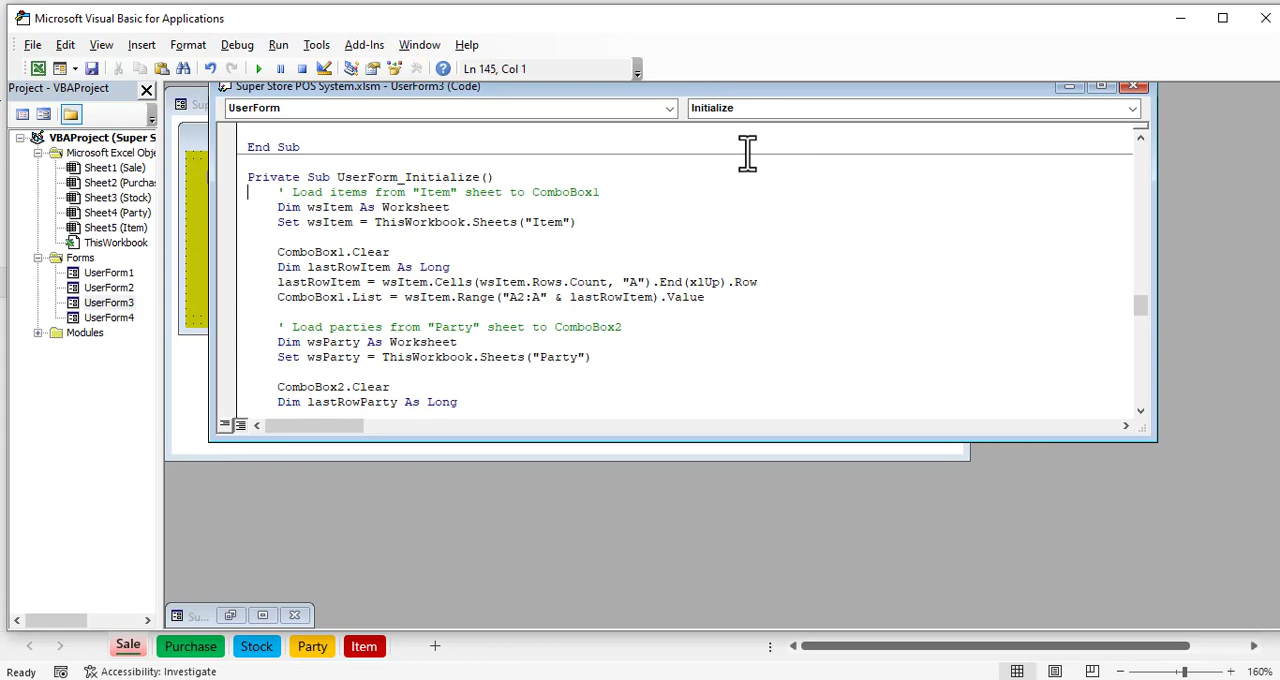 Microsoft Visual Basic for Applications
File Edit View Insert Format Debug Run Tools Add-Ins Window Help
Ln 145, Col 1
Project - VBAProject
Super Store POS System.xlsm - UserForm3 (Code)
UserForm
Initialize
VBAProject (Super S
Microsoft Excel Obje
Sheet1 (Sale)
Sheet2 (Purcha
Sheet3 (Stock)
Sheet4 (Party)
Sheet5 (Item)
ThisWorkbook
Forms
UserForm1
UserForm2
UserForm3
UserForm4
Modules
End Sub
Private Sub UserForm_Initialize()
' Load items from "Item" sheet to ComboBox1
Dim wsItem As Worksheet
Set wsItem = ThisWorkbook.Sheets("Item")
ComboBox1.Clear
Dim lastRowItem As Long
lastRowItem = wsItem.Cells(wsItem.Rows.Count, "A").End(xlUp).Row
ComboBox1.List = wsItem.Range("A2:A" & lastRowItem).Value
' Load parties from "Party" sheet to ComboBox2
Dim wsParty As Worksheet
Set wsParty = ThisWorkbook.Sheets("Party")
ComboBox2.Clear
Dim lastRowParty As Long
Su...
Sale Purchase Stock Party Item
Ready Accessibility: Investigate 160%